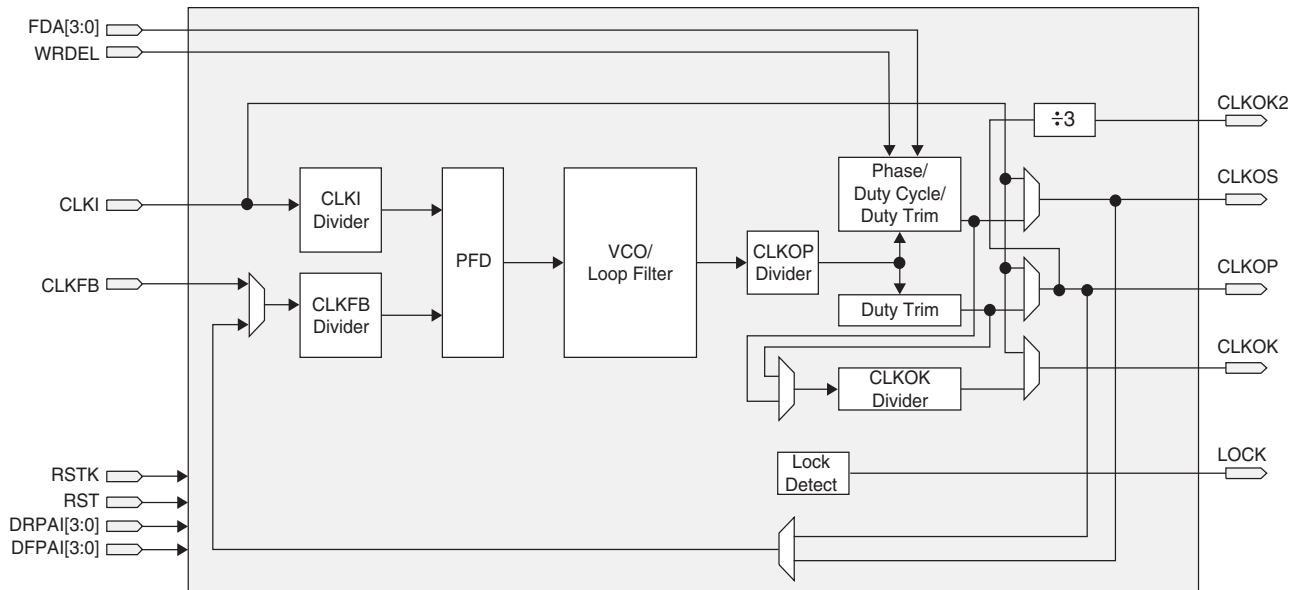 FDA[3:0]
WRDEL
CLKI
CLKFB
RSTK
RST
DRPAI[3:0]
DFPAI[3:0]
CLKI
Divider
CLKFB
Divider
PFD
VCO/
Loop Filter
CLKOP
Divider
Phase/
Duty Cycle/
Duty Trim
Duty Trim
CLKOK
Divider
Lock
Detect
÷3
CLKOK2
CLKOS
CLKOP
CLKOK
LOCK